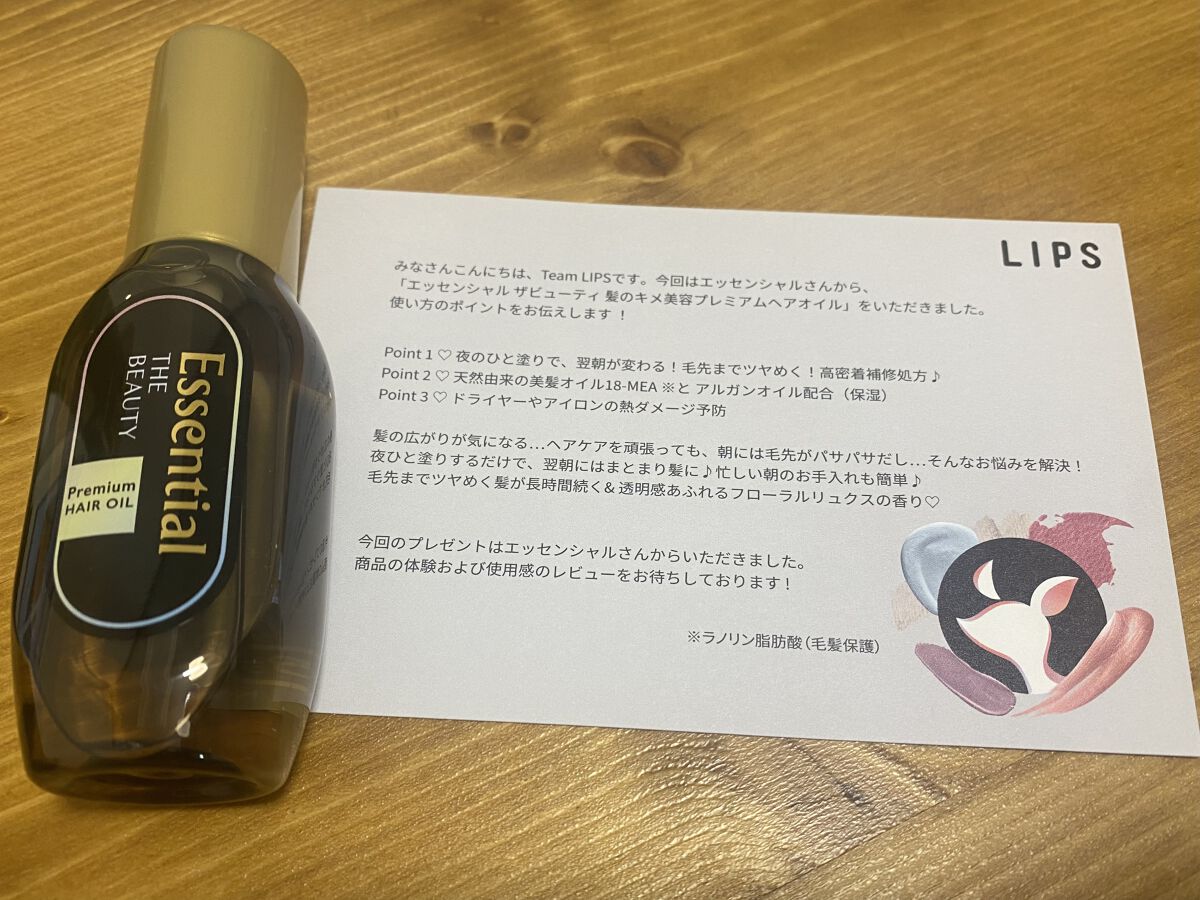 Essential
THE
BEAUTY
Premium
HAIR OIL
LIPS
みなさんこんにちは、Team LIPSです。今回はエッセンシャルさんから、
「エッセンシャル ザビューティ 髪のキメ美容プレミアムヘアオイル」をいただきました。
使い方のポイントをお伝えします！
Point 1 ♡ 夜のひと塗りで、翌朝が変わる！毛先までツヤめく！高密着補修処方♪
Point 2 ♡ 天然由来の美髪オイル18-MEA ※と アルガンオイル配合（保湿）
Point 3 ♡ ドライヤーやアイロンの熱ダメージ予防
髪の広がりが気になる…ヘアケアを頑張っても、朝には毛先がパサパサだし…そんなお悩みを解決！
夜ひと塗りするだけで、翌朝にはまとまり髪に♪忙しい朝のお手入れも簡単♪
毛先までツヤめく髪が長時間続く& 透明感あふれるフローラルリュクスの香り♡
今回のプレゼントはエッセンシャルさんからいただきました。
商品の体験および使用感のレビューをお待ちしております！
※ラノリン脂肪酸（毛髪保護）